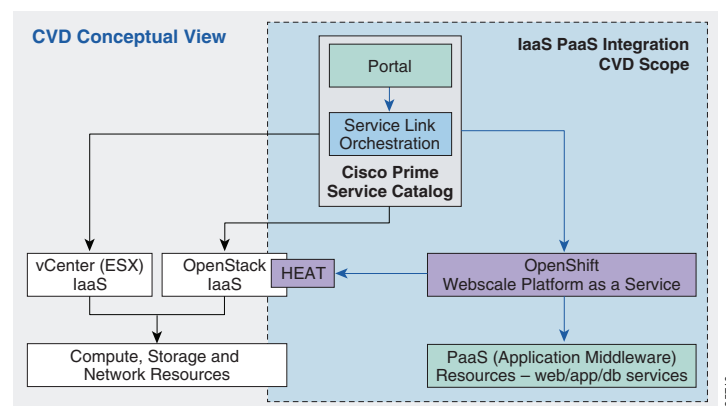 CVD Conceptual View
IaaS PaaS Integration
CVD Scope
Portal
Service Link
Orchestration
Cisco Prime
Service Catalog
vCenter (ESX)
IaaS
OpenStack
IaaS
HEAT
OpenShift
Webscale Platform as a Service
Compute, Storage and
Network Resources
PaaS (Application Middleware)
Resources – web/app/db services